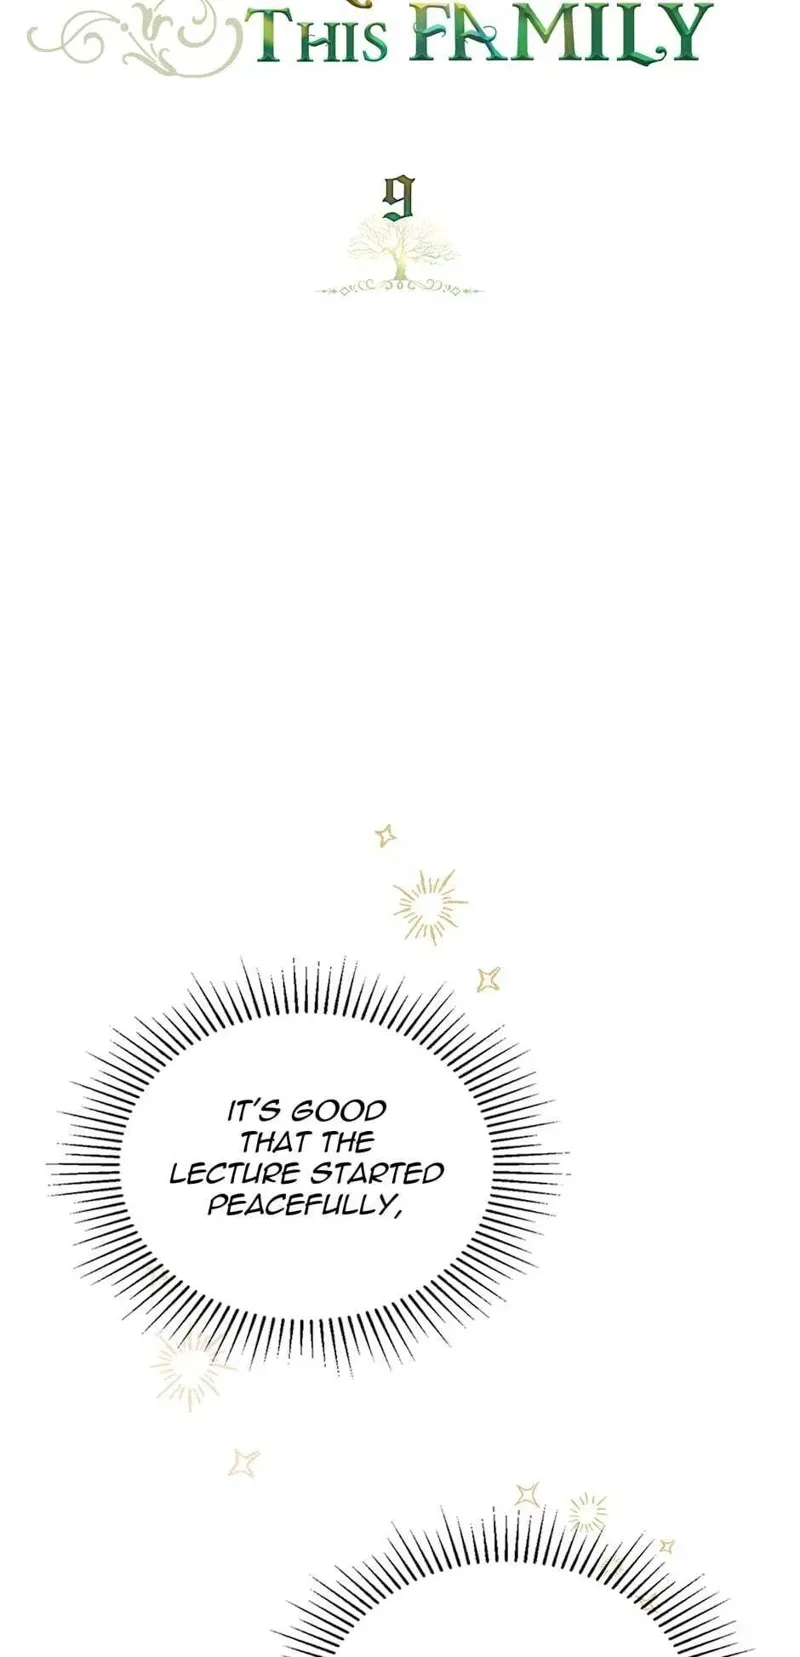 THIS FAMILY
9
IT'S GOOD
THAT THE
LECTURE STARTED
PEACEFULLY,